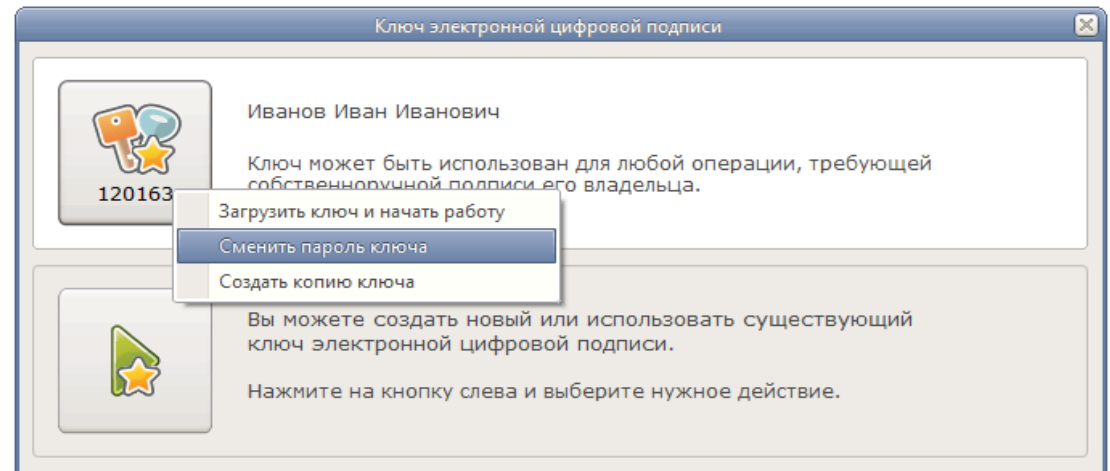 Ключ электронной цифровой подписи
Иванов Иван Иванович
Ключ может быть использован для любой операции, требующей
собственноручной подписи его владельца.
120163
Загрузить ключ и начать работу
Сменить пароль ключа
Создать копию ключа
Вы можете создать новый или использовать существующий
ключ электронной цифровой подписи.
Нажмите на кнопку слева и выберите нужное действие.